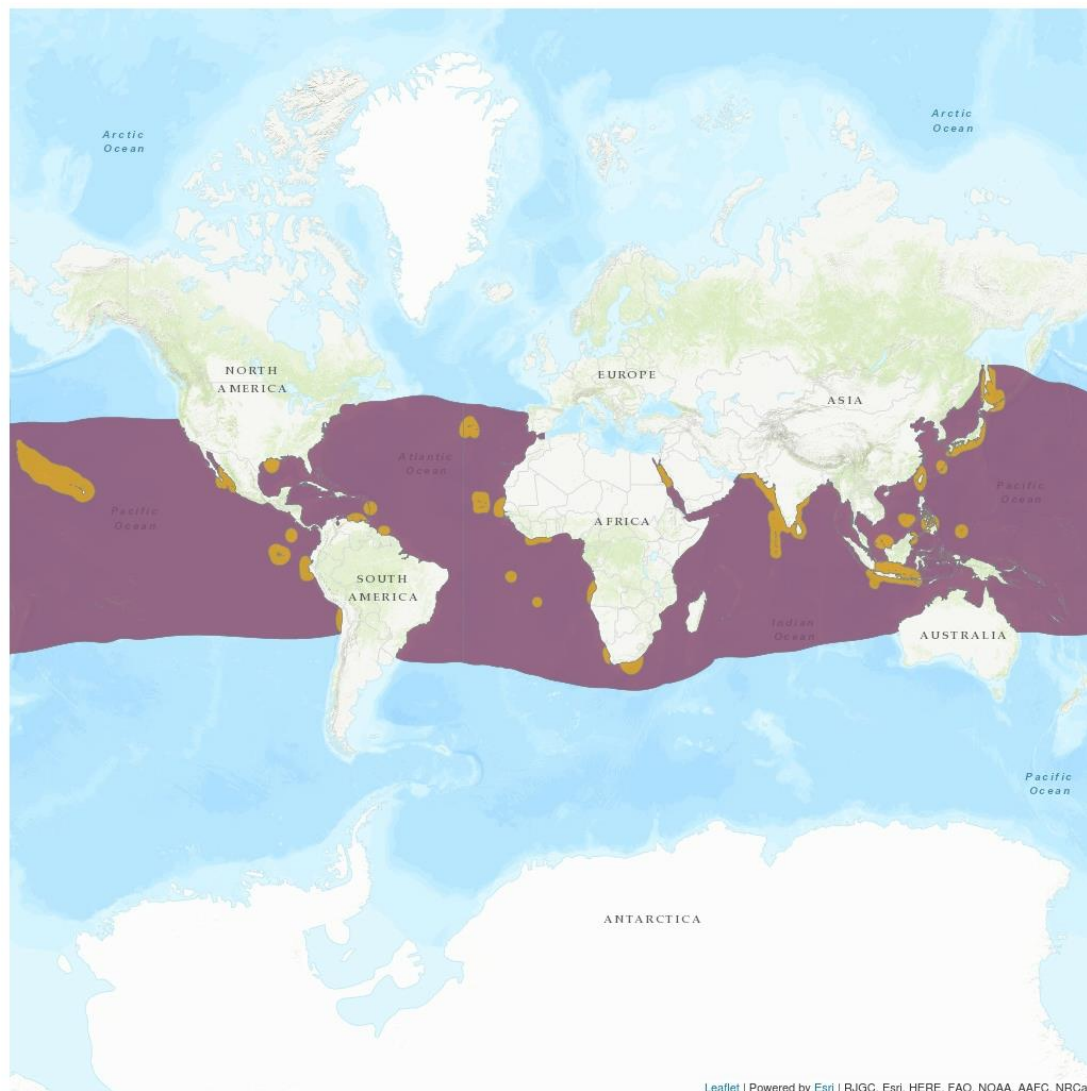 Arctic
Ocean
Arctic
Ocean
NORTH
AMERICA
EUROPE
ASIA
Atlantic
Ocean
Pacific
Ocean
Pacific
Ocean
AFRICA
SOUTH
AMERICA
Indian
Ocean
AUSTRALIA
Pacific
Ocean
ANTARCTICA
Leaflet | Powered by Esri | RJGC, Esri, HERE, FAO, NOAA, AAFC, NRCa